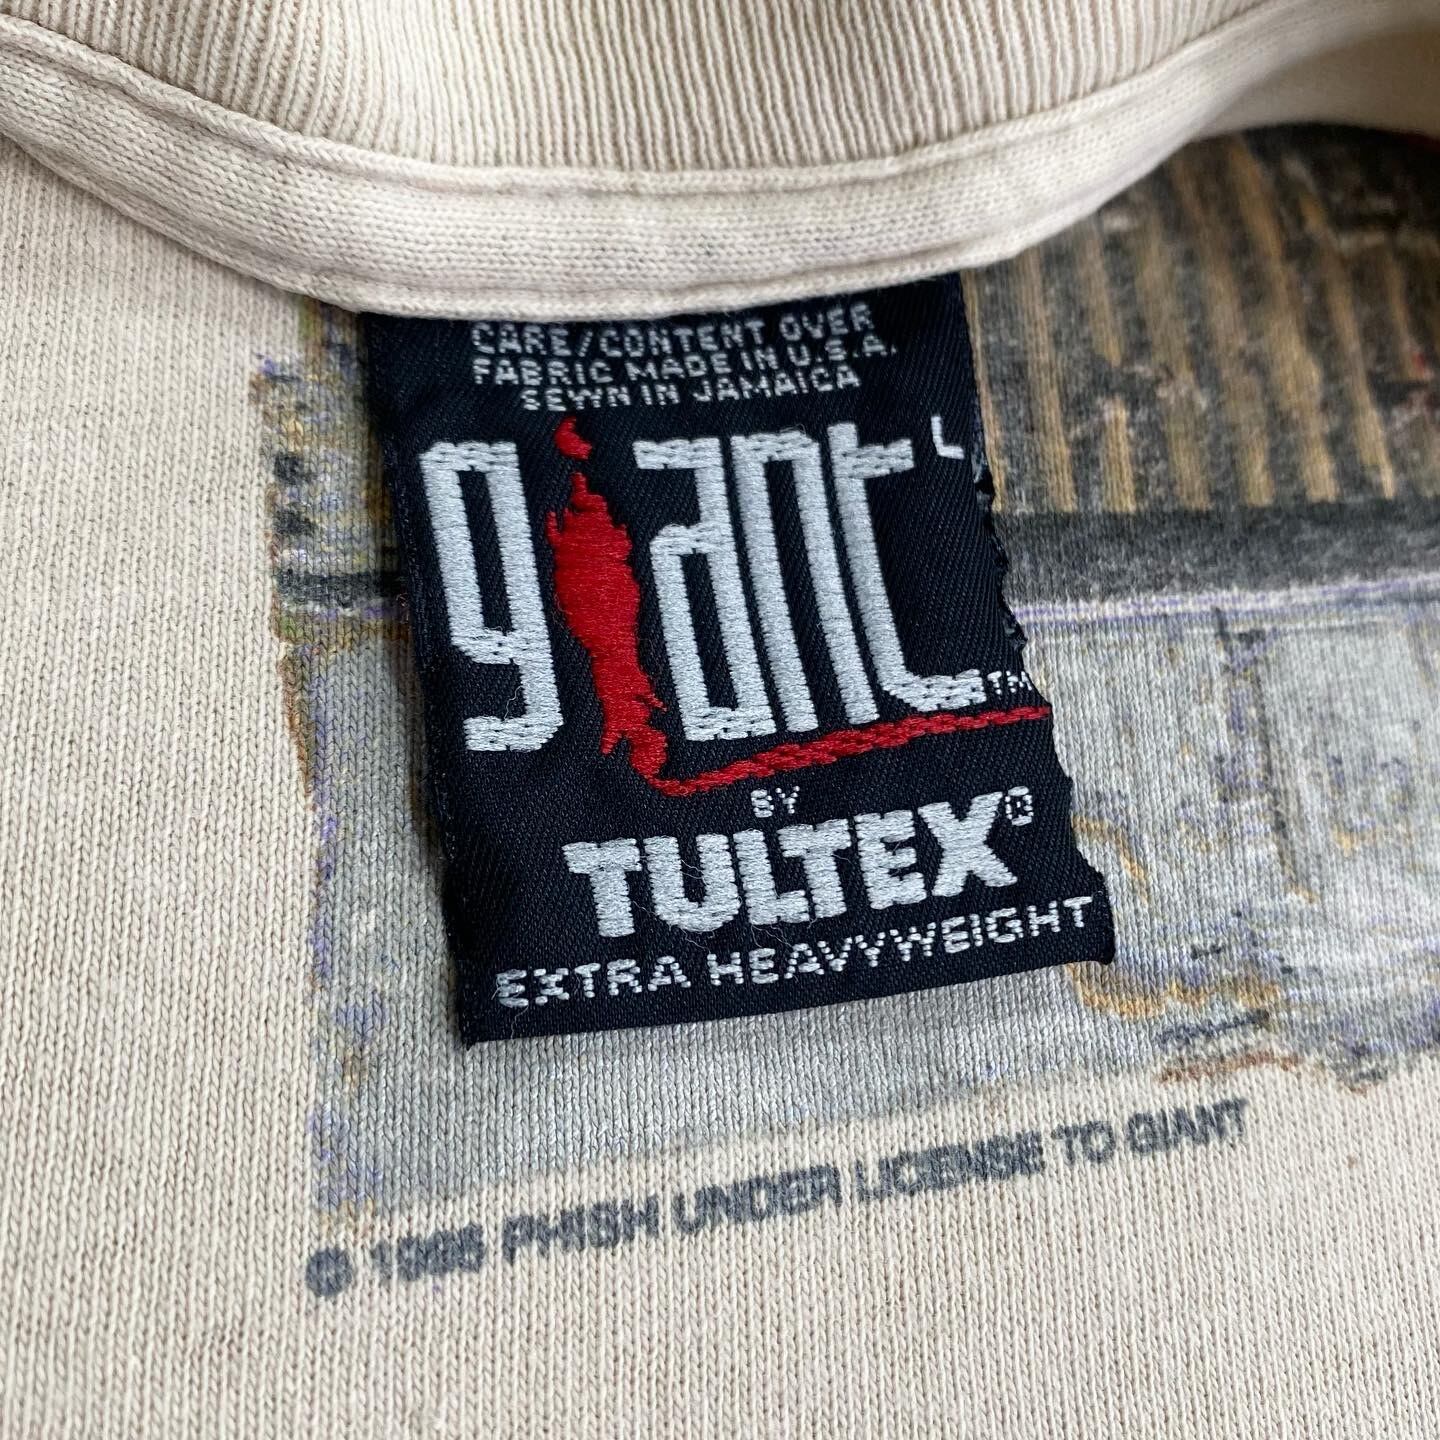 CARE/CONTENT OVER
FABRIC MADE IN U.S.A.
SEWN IN JAMAICA
giant L
TM
BY
TULTEX®
EXTRA HEAVYWEIGHT
© PHISH UNDER LICENSE TO GIANT